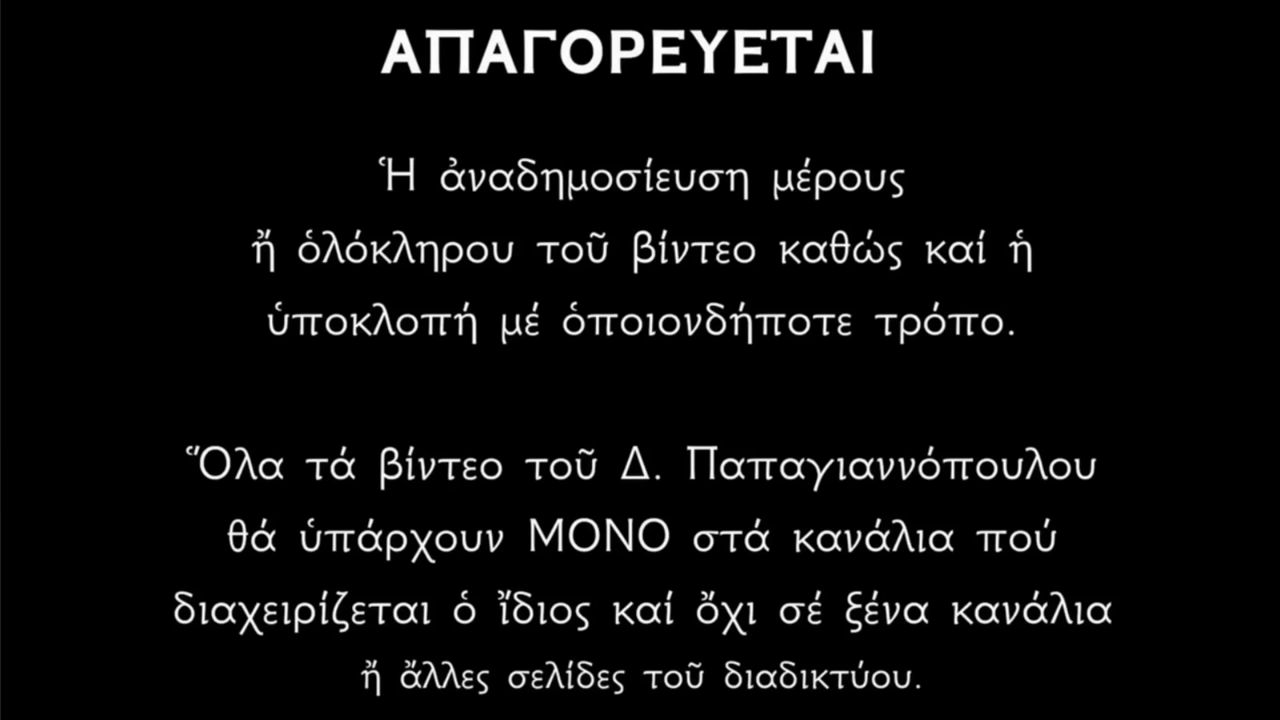 ΑΠΑΓΟΡΕΥΕΤΑΙ
Ἡ ἀναδημοσίευση μέρους
ἤ ὁλόκληρου τοῦ βίντεο καθώς καί ἡ
ὑποκλοπή μέ ὁποιονδήποτε τρόπο.
Ὅλα τά βίντεο τοῦ Δ. Παπαγιαννόπουλου
θά ὑπάρχουν ΜΟΝΟ στά κανάλια πού
διαχειρίζεται ὁ ἴδιος καί ὄχι σέ ξένα κανάλια
ἤ ἄλλες σελίδες τοῦ διαδικτύου.